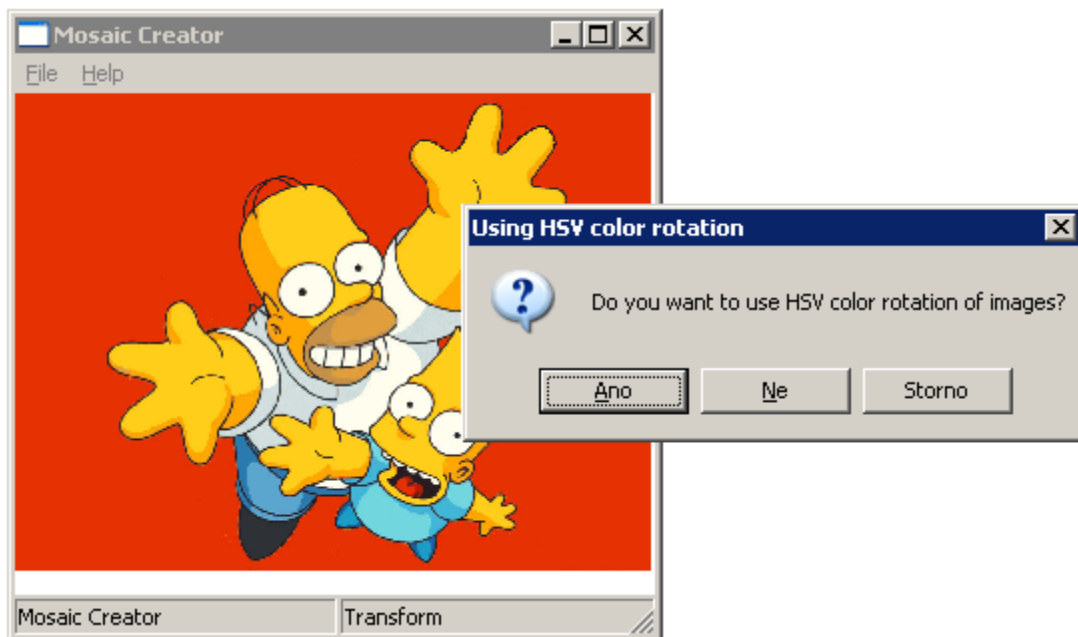 Mosaic Creator
File Help
Using HSV color rotation
Do you want to use HSV color rotation of images?
Ano Ne Storno
Mosaic Creator Transform